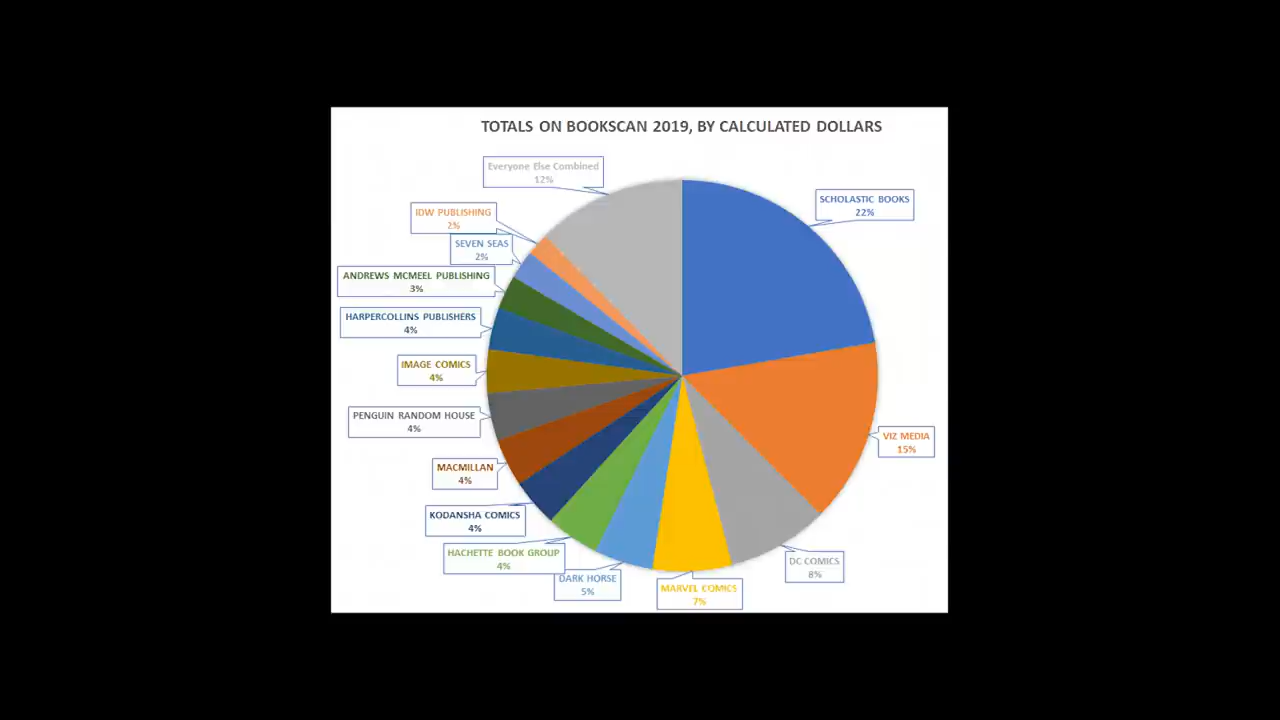 TOTALS ON BOOKSCAN 2019, BY CALCULATED DOLLARS
Everyone Else Combined
12%
SCHOLASTIC BOOKS
22%
IDW PUBLISHING
2%
SEVEN SEAS
2%
ANDREWS MCMEEL PUBLISHING
3%
HARPERCOLLINS PUBLISHERS
4%
IMAGE COMICS
4%
PENGUIN RANDOM HOUSE
4%
VIZ MEDIA
15%
MACMILLAN
4%
KODANSHA COMICS
4%
HACHETTE BOOK GROUP
4%
DC COMICS
8%
DARK HORSE
5%
MARVEL COMICS
7%